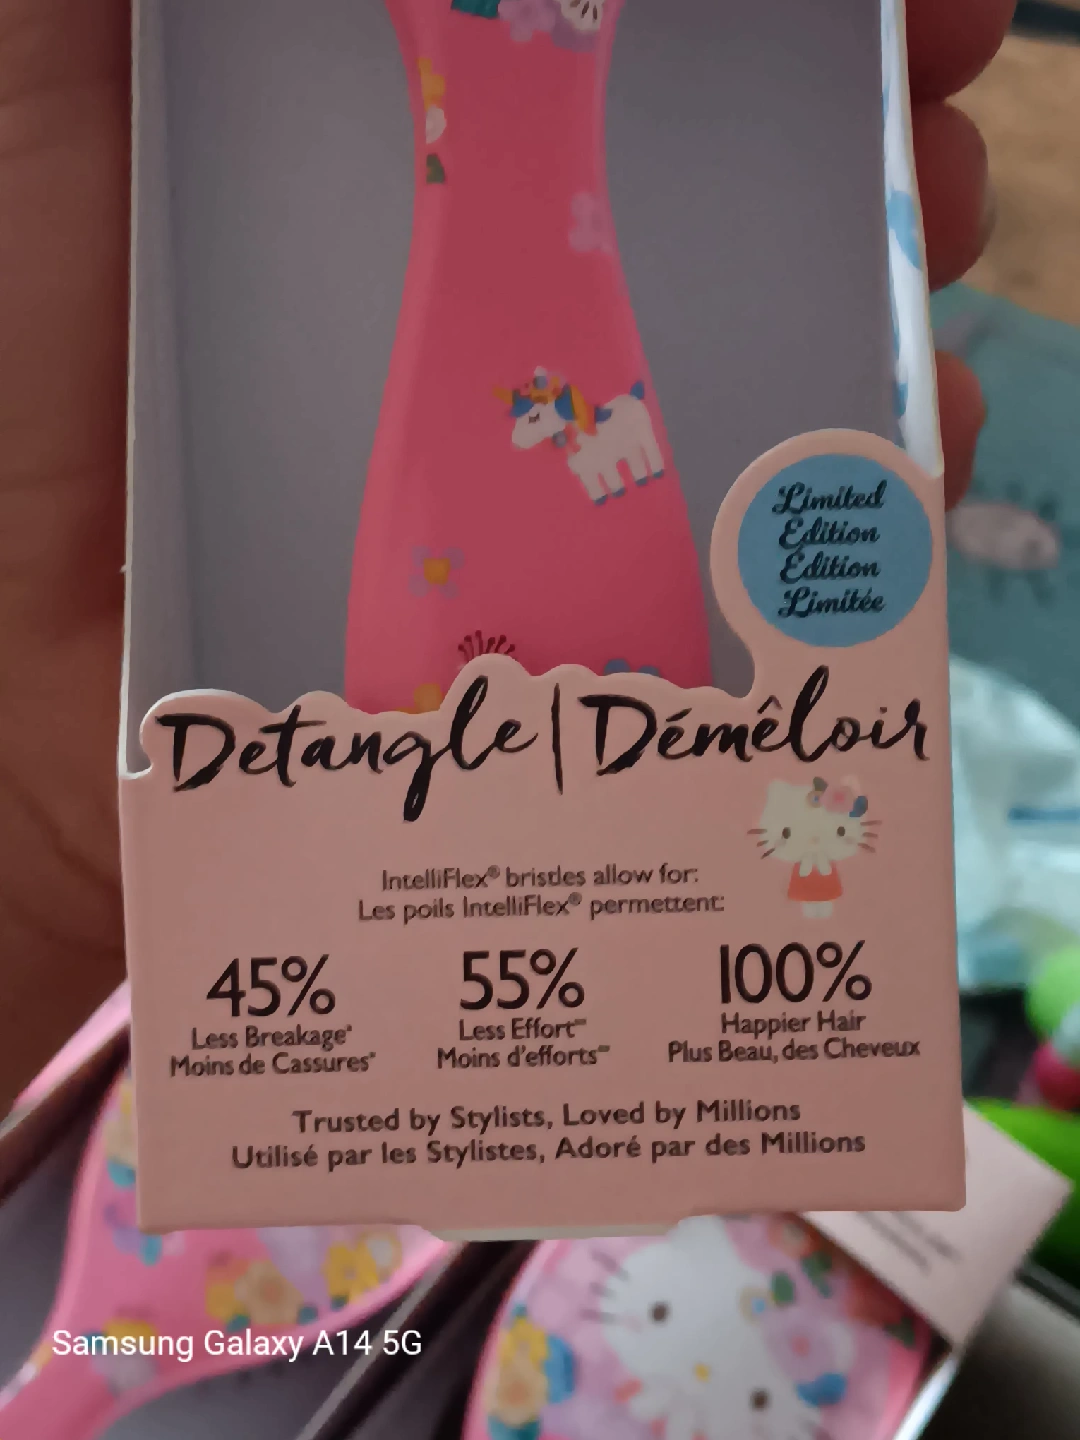 Limited
Edition
Édition
Limitée
Detangle | Démêloir
IntelliFlex® bristles allow for:
Les poils IntelliFlex® permettent:
45% 55% 100%
Less Breakage* Less Effort** Happier Hair
Moins de Cassures* Moins d'efforts** Plus Beau, des Cheveux
Trusted by Stylists, Loved by Millions
Utilisé par les Stylistes, Adoré par des Millions
Samsung Galaxy A14 5G